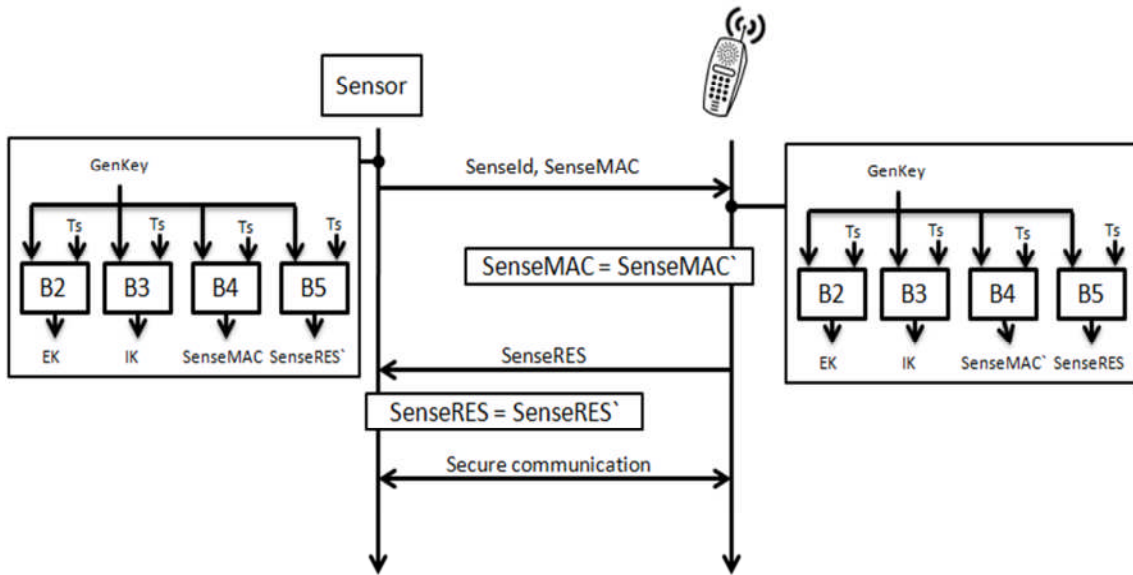 Sensor
GenKey
Ts Ts Ts Ts
B2 B3 B4 B5
EK IK SenseMAC SenseRES`
SenseId, SenseMAC
SenseMAC = SenseMAC`
SenseRES
SenseRES = SenseRES`
Secure communication
GenKey
Ts Ts Ts Ts
B2 B3 B4 B5
EK IK SenseMAC` SenseRES